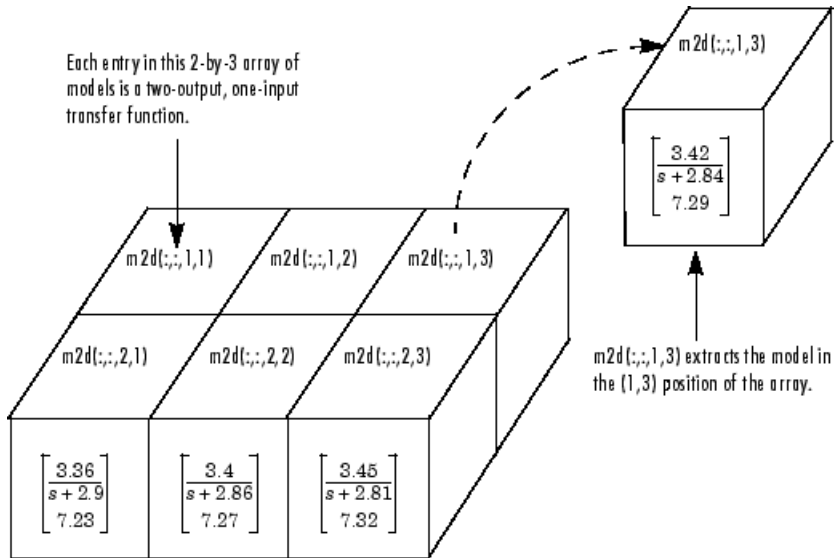 Each entry in this 2-by-3 array of
models is a two-output, one-input
transfer function.
m2d(:,:,1,3)
3.42
s + 2.84
7.29
m2d(:,:,1,1)
m2d(:,:,1,2)
m2d(:,:,1,3)
m2d(:,:,2,1)
m2d(:,:,2,2)
m2d(:,:,2,3)
m2d(:,:,1,3) extracts the model in
the (1,3) position of the array.
3.36
s + 2.9
7.23
3.4
s + 2.86
7.27
3.45
s + 2.81
7.32